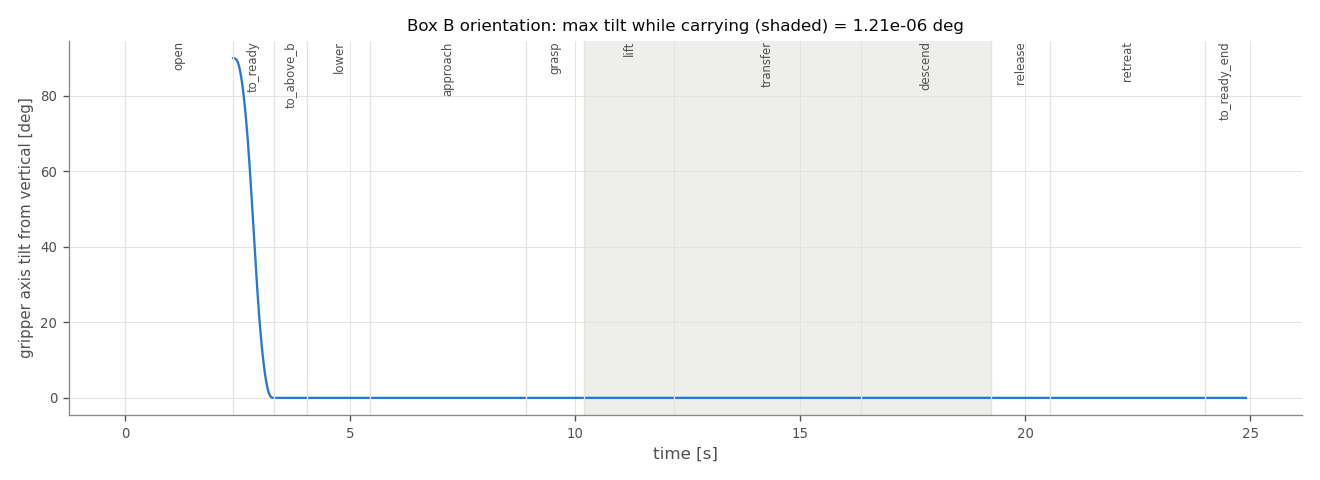 Box B orientation: max tilt while carrying (shaded) = 1.21e-06 deg
open
to_ready
to_above_b
lower
approach
grasp
lift
transfer
descend
release
retreat
to_ready_end
gripper axis tilt from vertical [deg]
80
60
40
20
0
0 5 10 15 20 25
time [s]